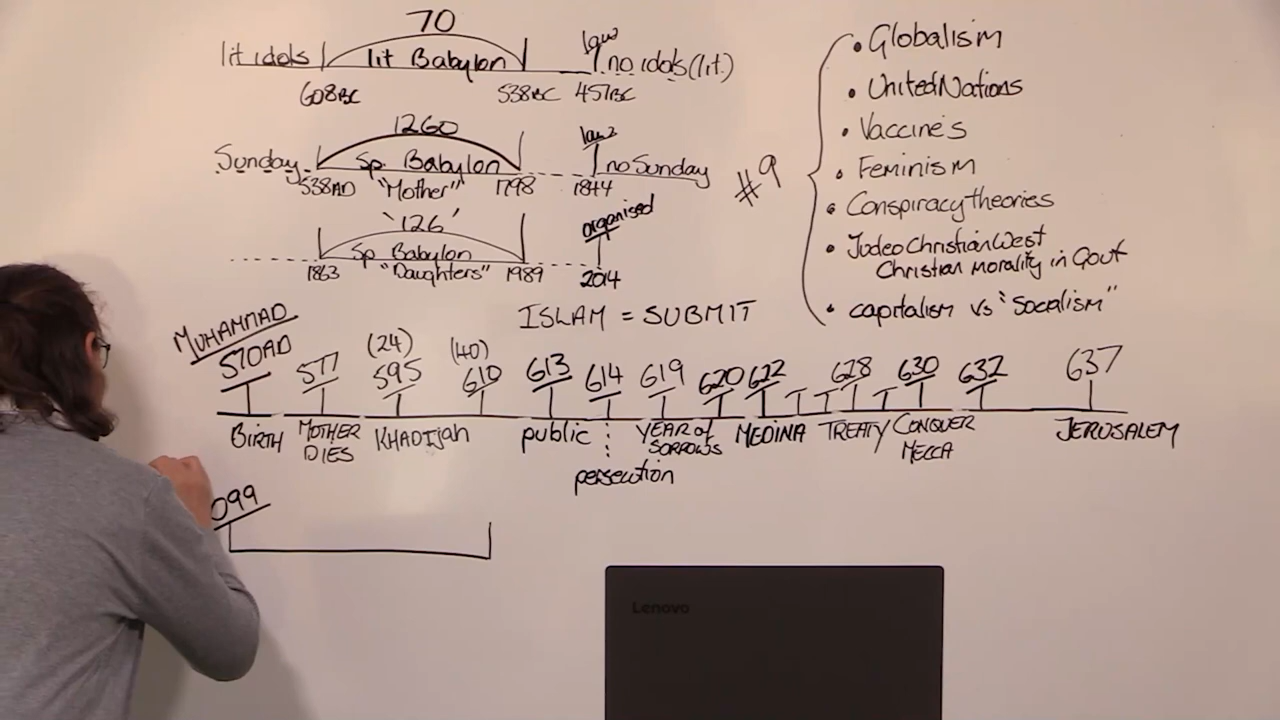 70
lit idols lit Babylon law no idols (lit.)
608BC 538BC 457BC
1260
Sunday Sp. Babylon law? no Sunday
538AD "Mother" 1798 1844
'126'
Sp Babylon organised
1863 "Daughters" 1989 2014
#9
• Globalism
• United Nations
• Vaccines
• Feminism
• Conspiracy theories
• Judeo Christian West
Christian morality in Govt
• capitalism vs "Socialism"
ISLAM = SUBMIT
MUHAMMAD
(24) (40)
570AD 577 595 610 613 614 619 620 622 628 630 632 637
BIRTH MOTHER DIES KHADIJah public YEAR of SORROWS MEDINA TREATY CONQUER MECCA JERUSALEM
persecution
099
Lenovo